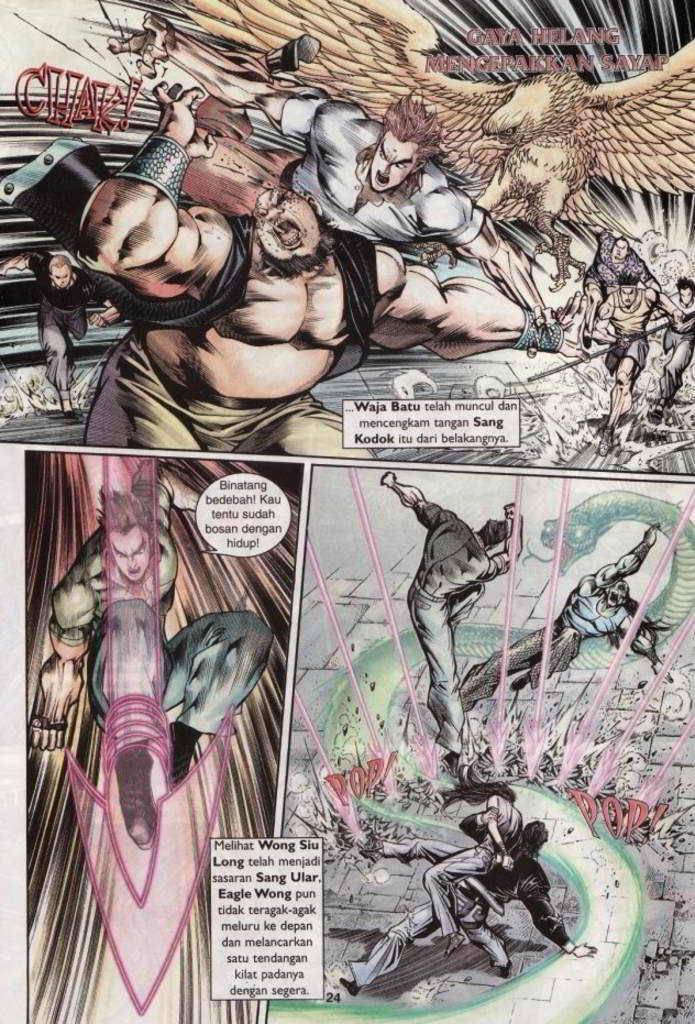 GAYA HELANG
MENGEPAKKAN SAYAP
CHAK!
...Waja Batu telah muncul dan
mencengkam tangan Sang
Kodok itu dari belakangnya.
Binatang
bedebah! Kau
tentu sudah
bosan dengan
hidup!
Melihat Wong Siu
Long telah menjadi
sasaran Sang Ular,
Eagle Wong pun
tidak teragak-agak
meluru ke depan
dan melancarkan
satu tendangan
kilat padanya
dengan segera.
POP!
POP!
24